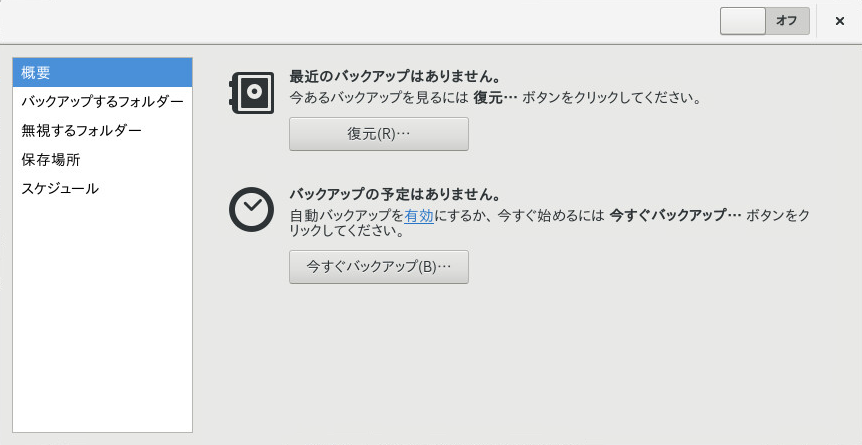 オフ
×
概要
バックアップするフォルダー
無視するフォルダー
保存場所
スケジュール
最近のバックアップはありません。
今あるバックアップを見るには 復元… ボタンをクリックしてください。
復元(R)…
バックアップの予定はありません。
自動バックアップを有効にするか、今すぐ始めるには 今すぐバックアップ… ボタンをク
リックしてください。
今すぐバックアップ(B)…